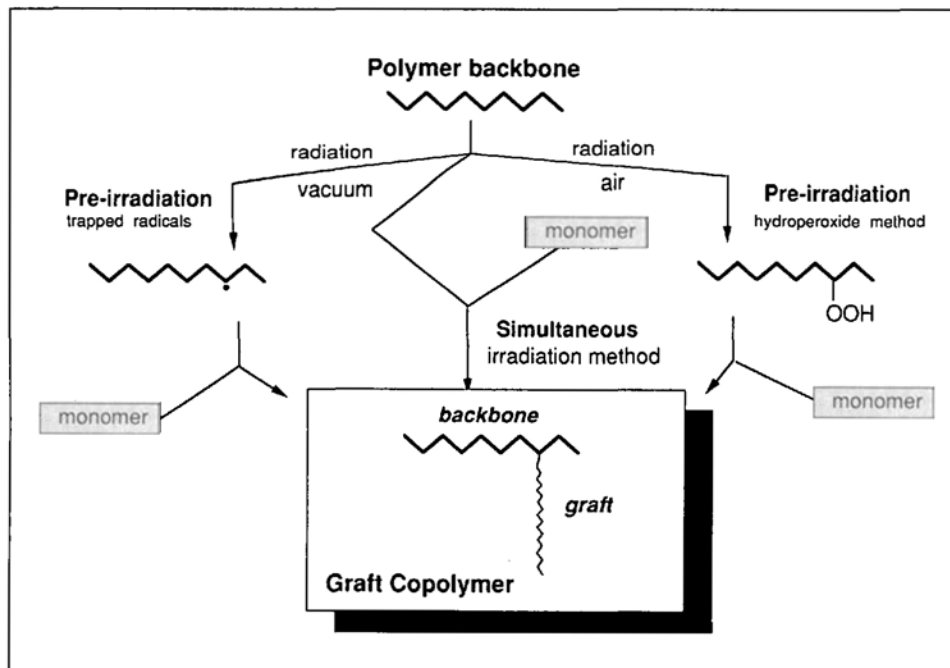 Polymer backbone
radiation
radiation
vacuum
air
Pre-irradiation
trapped radicals
Pre-irradiation
hydroperoxide method
monomer
OOH
Simultaneous
irradiation method
monomer
monomer
backbone
graft
Graft Copolymer